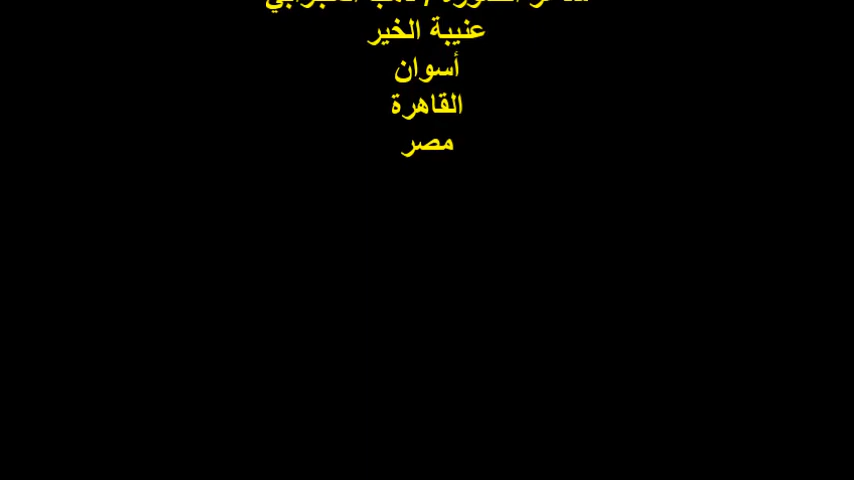 عنيبة الخير
أسوان
القاهرة
مصر